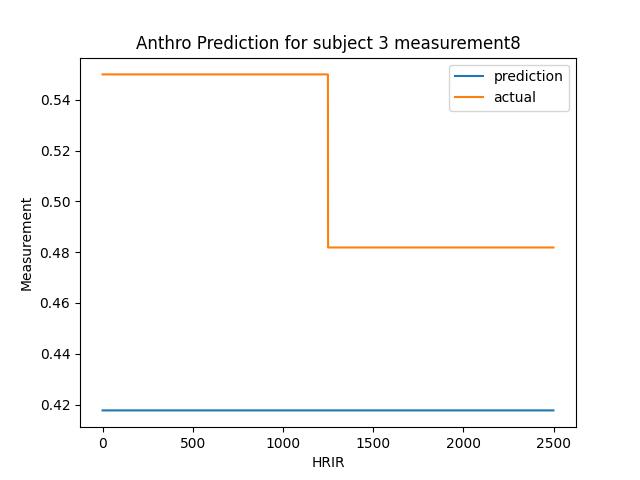 Anthro Prediction for subject 3 measurement8
prediction
actual
Measurement
0.54
0.52
0.50
0.48
0.46
0.44
0.42
0 500 1000 1500 2000 2500
HRIR